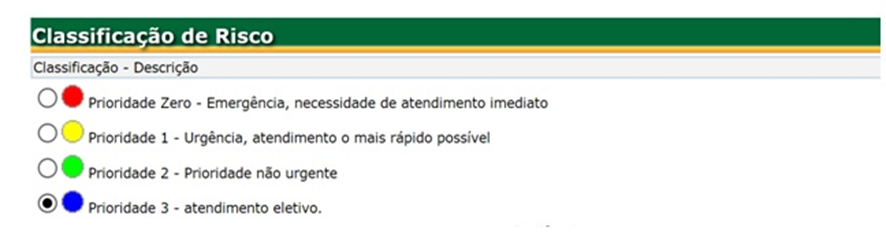 Classificação de Risco
Classificação - Descrição
Prioridade Zero - Emergência, necessidade de atendimento imediato
Prioridade 1 - Urgência, atendimento o mais rápido possível
Prioridade 2 - Prioridade não urgente
Prioridade 3 - atendimento eletivo.